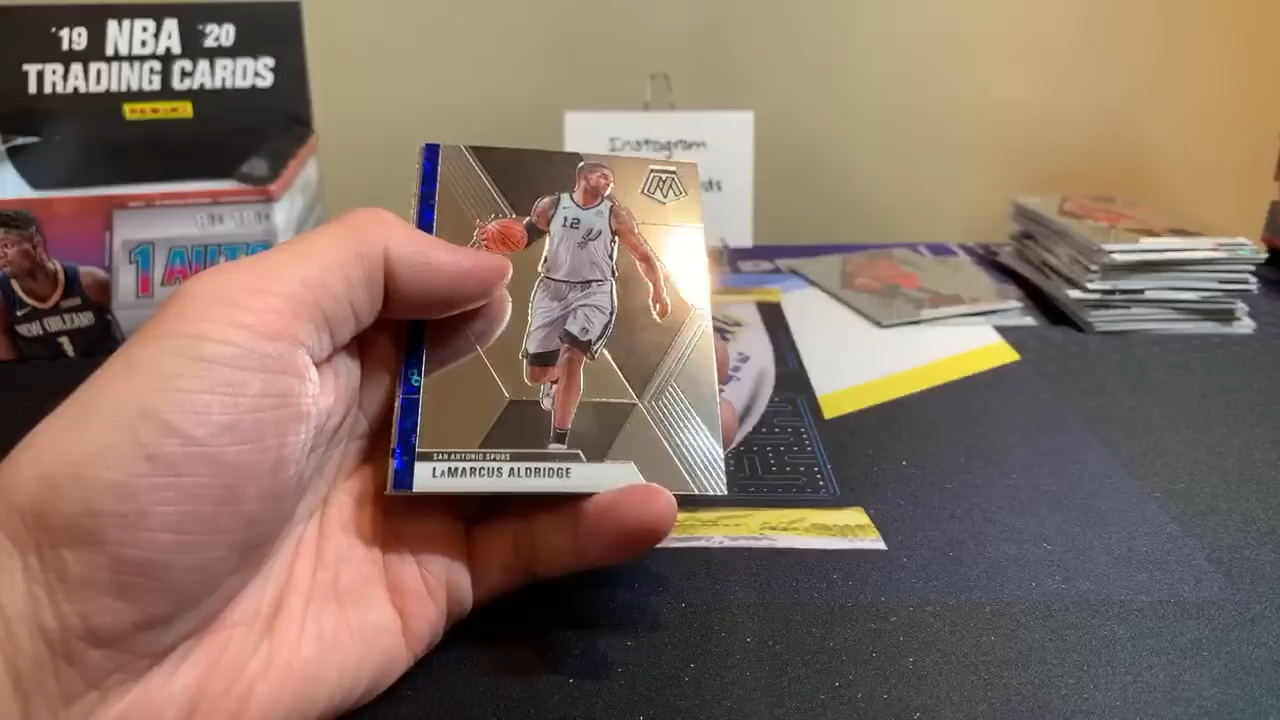 '19 NBA '20
TRADING CARDS
PANINI
1 AUTO
NEW ORLEANS
1
Instagram
12
SAN ANTONIO SPURS
LaMARCUS ALDRIDGE